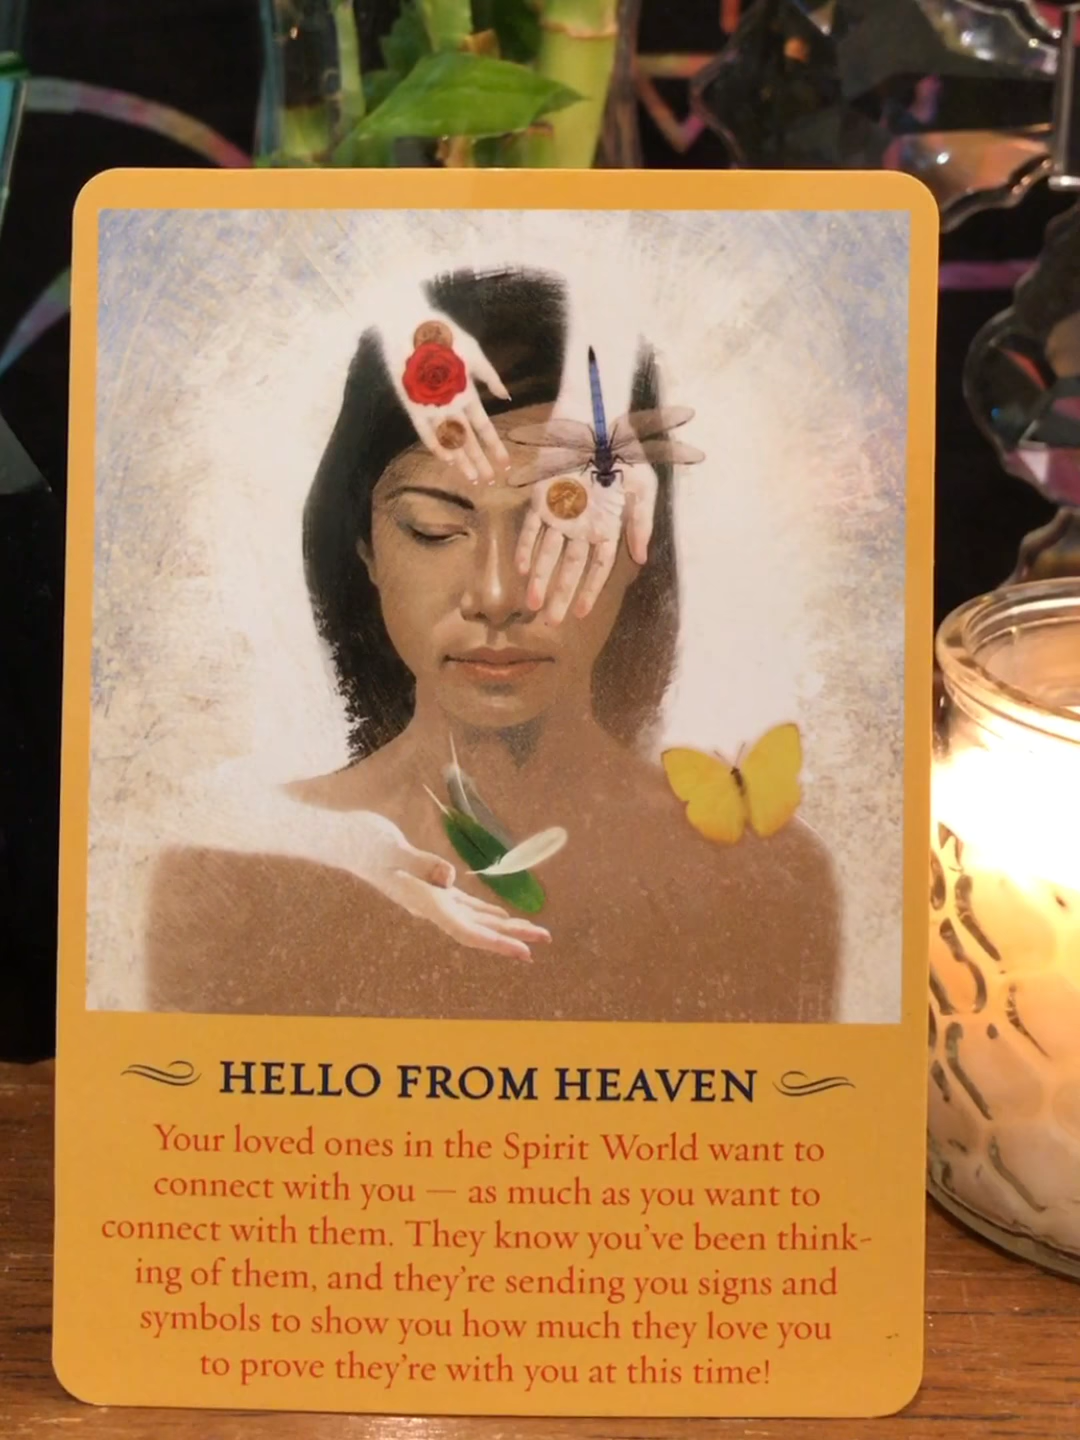 HELLO FROM HEAVEN
Your loved ones in the Spirit World want to
connect with you — as much as you want to
connect with them. They know you've been think-
ing of them, and they're sending you signs and
symbols to show you how much they love you
to prove they're with you at this time!